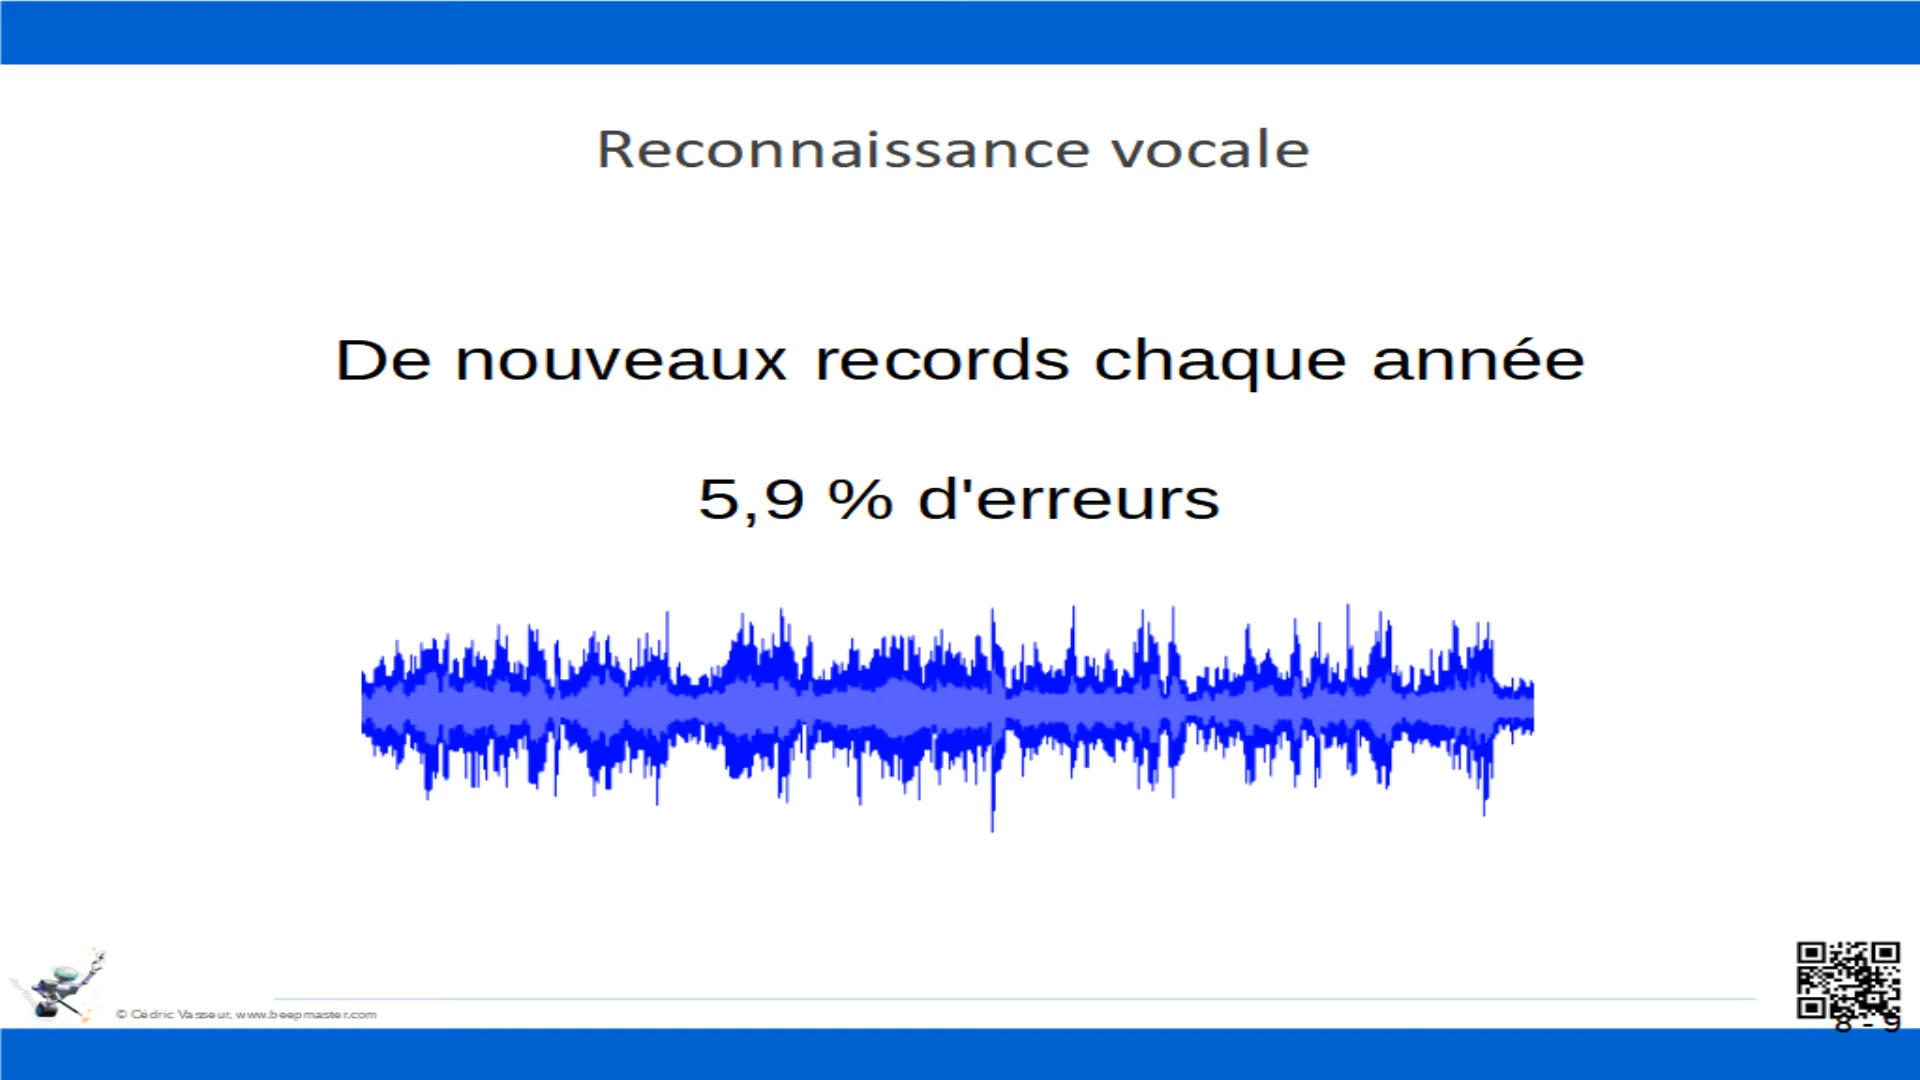 Reconnaissance vocale
De nouveaux records chaque année
5,9 % d'erreurs
© Cédric Vasseur, www.beepmaster.com
8 - 9